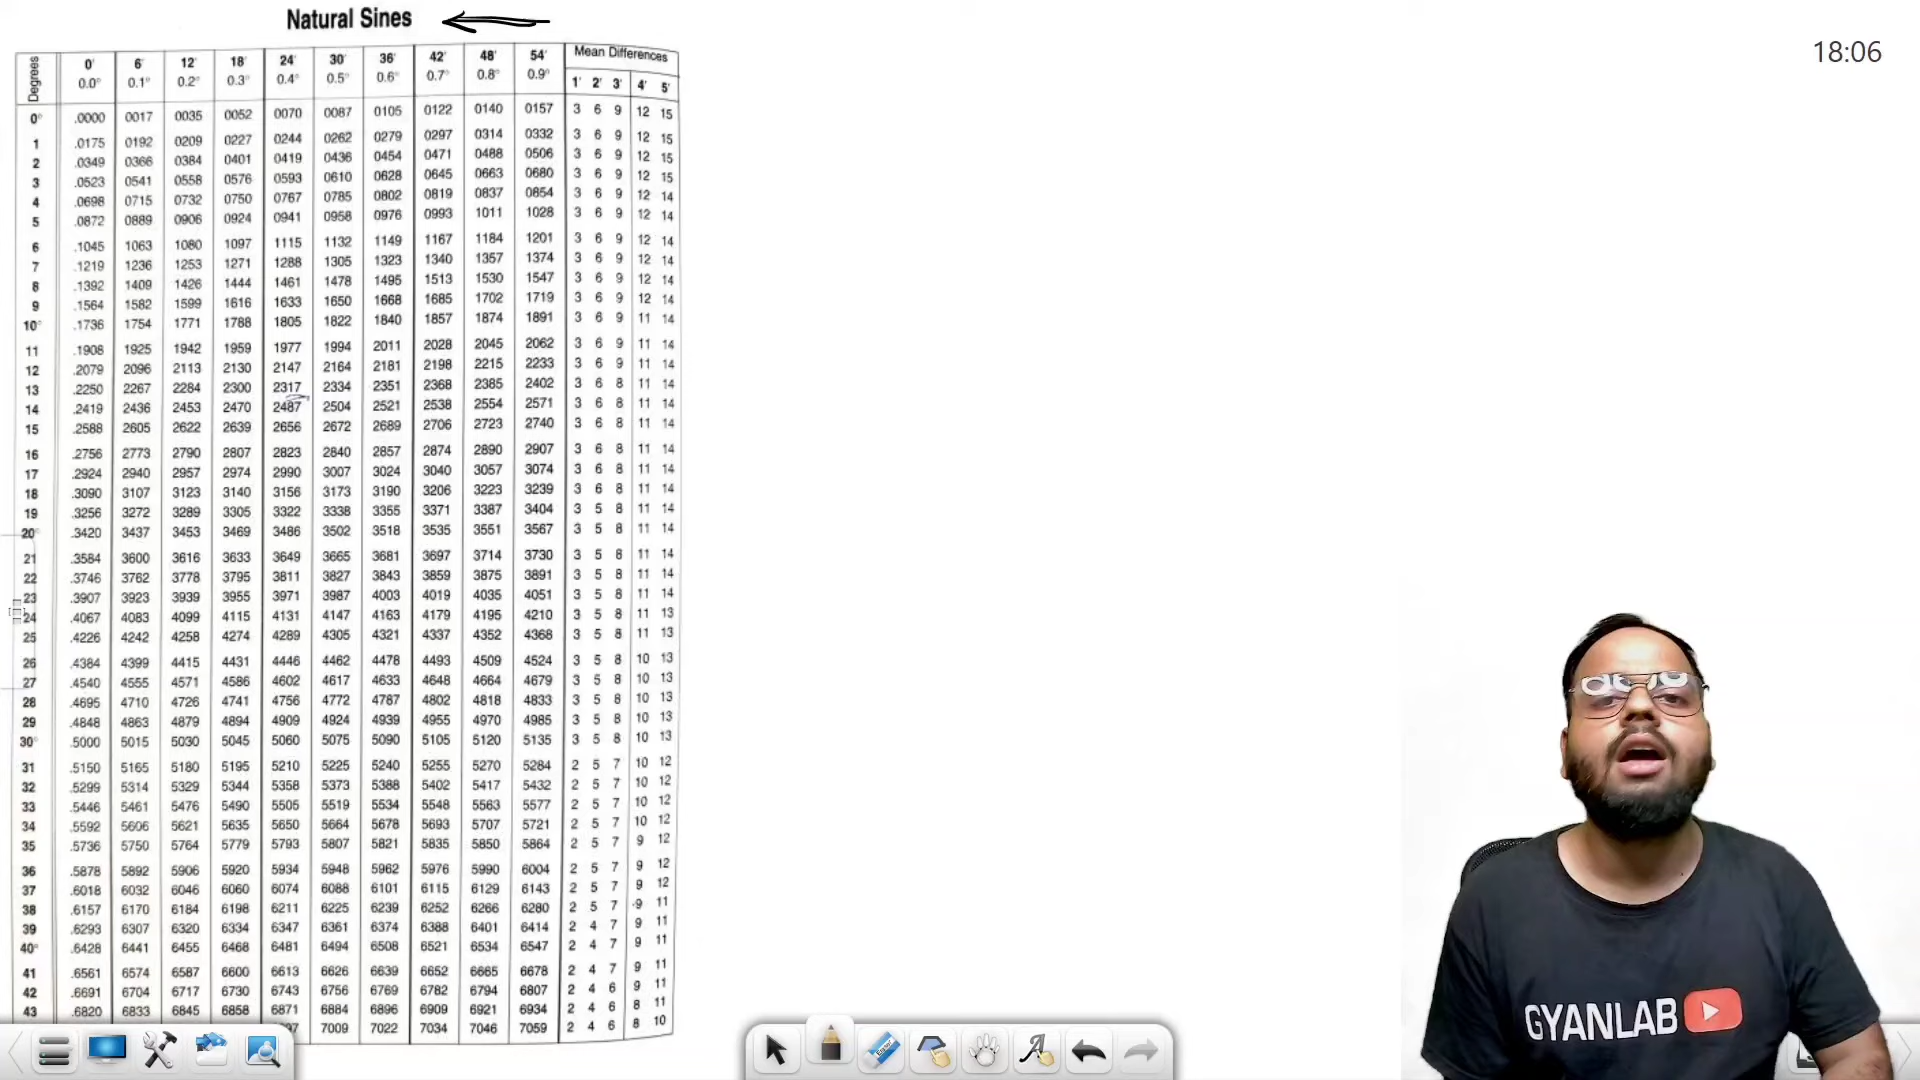 Natural Sines
18:06
Degrees 0' 6' 12' 18' 24' 30' 36' 42' 48' 54' Mean Differences
0.0° 0.1° 0.2° 0.3° 0.4° 0.5° 0.6° 0.7° 0.8° 0.9° 1' 2' 3' 4' 5'
0° .0000 0017 0035 0052 0070 0087 0105 0122 0140 0157 3 6 9 12 15
1 .0175 0192 0209 0227 0244 0262 0279 0297 0314 0332 3 6 9 12 15
2 .0349 0366 0384 0401 0419 0436 0454 0471 0488 0506 3 6 9 12 15
3 .0523 0541 0558 0576 0593 0610 0628 0645 0663 0680 3 6 9 12 15
4 .0698 0715 0732 0750 0767 0785 0802 0819 0837 0854 3 6 9 12 14
5 .0872 0889 0906 0924 0941 0958 0976 0993 1011 1028 3 6 9 12 14
6 .1045 1063 1080 1097 1115 1132 1149 1167 1184 1201 3 6 9 12 14
7 .1219 1236 1253 1271 1288 1305 1323 1340 1357 1374 3 6 9 12 14
8 .1392 1409 1426 1444 1461 1478 1495 1513 1530 1547 3 6 9 12 14
9 .1564 1582 1599 1616 1633 1650 1668 1685 1702 1719 3 6 9 12 14
10° .1736 1754 1771 1788 1805 1822 1840 1857 1874 1891 3 6 9 11 14
11 .1908 1925 1942 1959 1977 1994 2011 2028 2045 2062 3 6 9 11 14
12 .2079 2096 2113 2130 2147 2164 2181 2198 2215 2233 3 6 9 11 14
13 .2250 2267 2284 2300 2317 2334 2351 2368 2385 2402 3 6 8 11 14
14 .2419 2436 2453 2470 2487 2504 2521 2538 2554 2571 3 6 8 11 14
15 .2588 2605 2622 2639 2656 2672 2689 2706 2723 2740 3 6 8 11 14
16 .2756 2773 2790 2807 2823 2840 2857 2874 2890 2907 3 6 8 11 14
17 .2924 2940 2957 2974 2990 3007 3024 3040 3057 3074 3 6 8 11 14
18 .3090 3107 3123 3140 3156 3173 3190 3206 3223 3239 3 6 8 11 14
19 .3256 3272 3289 3305 3322 3338 3355 3371 3387 3404 3 5 8 11 14
20° .3420 3437 3453 3469 3486 3502 3518 3535 3551 3567 3 5 8 11 14
21 .3584 3600 3616 3633 3649 3665 3681 3697 3714 3730 3 5 8 11 14
22 .3746 3762 3778 3795 3811 3827 3843 3859 3875 3891 3 5 8 11 14
23 .3907 3923 3939 3955 3971 3987 4003 4019 4035 4051 3 5 8 11 14
24 .4067 4083 4099 4115 4131 4147 4163 4179 4195 4210 3 5 8 11 13
25 .4226 4242 4258 4274 4289 4305 4321 4337 4352 4368 3 5 8 11 13
26 .4384 4399 4415 4431 4446 4462 4478 4493 4509 4524 3 5 8 10 13
27 .4540 4555 4571 4586 4602 4617 4633 4648 4664 4679 3 5 8 10 13
28 .4695 4710 4726 4741 4756 4772 4787 4802 4818 4833 3 5 8 10 13
29 .4848 4863 4879 4894 4909 4924 4939 4955 4970 4985 3 5 8 10 13
30° .5000 5015 5030 5045 5060 5075 5090 5105 5120 5135 3 5 8 10 13
31 .5150 5165 5180 5195 5210 5225 5240 5255 5270 5284 2 5 7 10 12
32 .5299 5314 5329 5344 5358 5373 5388 5402 5417 5432 2 5 7 10 12
33 .5446 5461 5476 5490 5505 5519 5534 5548 5563 5577 2 5 7 10 12
34 .5592 5606 5621 5635 5650 5664 5678 5693 5707 5721 2 5 7 10 12
35 .5736 5750 5764 5779 5793 5807 5821 5835 5850 5864 2 5 7 9 12
36 .5878 5892 5906 5920 5934 5948 5962 5976 5990 6004 2 5 7 9 12
37 .6018 6032 6046 6060 6074 6088 6101 6115 6129 6143 2 5 7 9 12
38 .6157 6170 6184 6198 6211 6225 6239 6252 6266 6280 2 5 7 9 11
39 .6293 6307 6320 6334 6347 6361 6374 6388 6401 6414 2 4 7 9 11
40° .6428 6441 6455 6468 6481 6494 6508 6521 6534 6547 2 4 7 9 11
41 .6561 6574 6587 6600 6613 6626 6639 6652 6665 6678 2 4 7 9 11
42 .6691 6704 6717 6730 6743 6756 6769 6782 6794 6807 2 4 6 9 11
43 .6820 6833 6845 6858 6871 6884 6896 6909 6921 6934 2 4 6 8 11
7009 7022 7034 7046 7059 2 4 6 8 10
GYANLAB